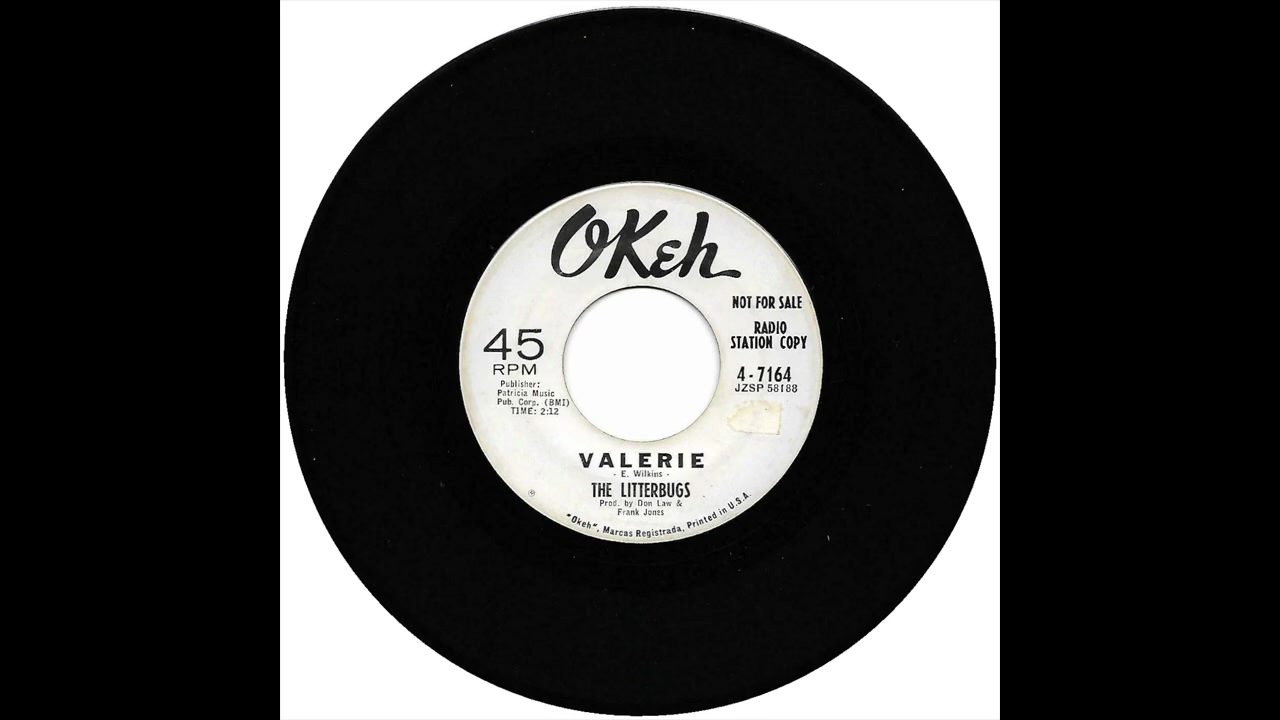 OKeh
NOT FOR SALE
RADIO
STATION COPY
45
RPM
4-7164
JZSP 58188
Publisher:
Patricia Music
Pub. Corp. (BMI)
TIME: 2:12
VALERIE
- E. Wilkins -
THE LITTERBUGS
Prod. by Don Law &
Frank Jones
"Okeh", Marcas Registrada, Printed in U.S.A.
℗